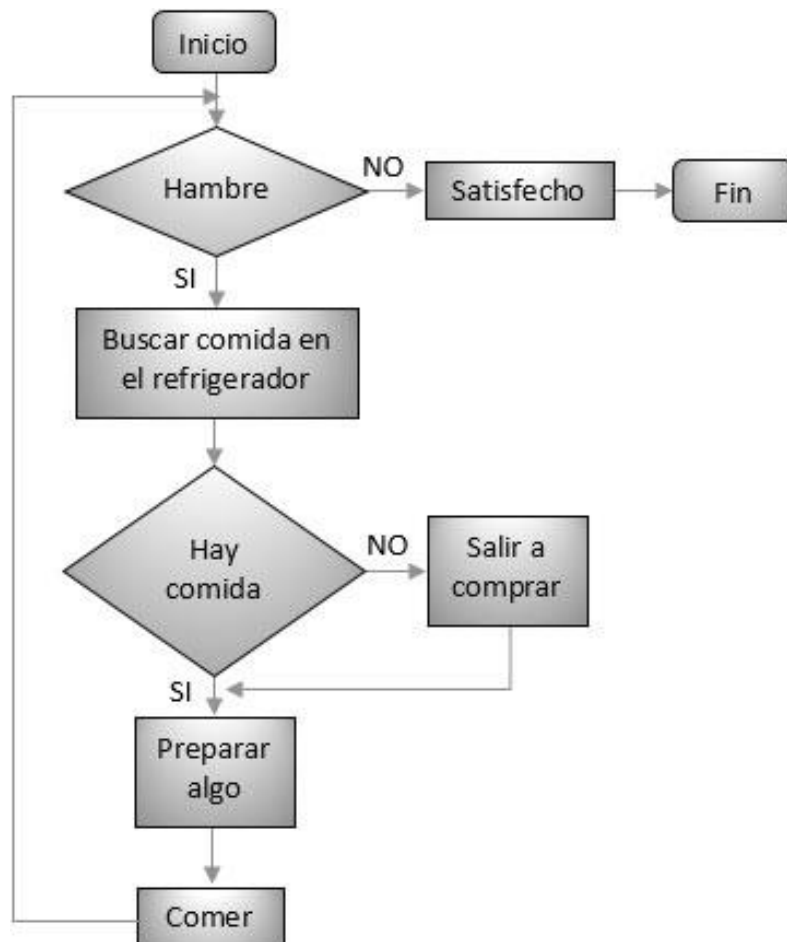 Inicio
Hambre
NO
Satisfecho
Fin
SI
Buscar comida en
el refrigerador
Hay
comida
NO
Salir a
comprar
SI
Preparar
algo
Comer